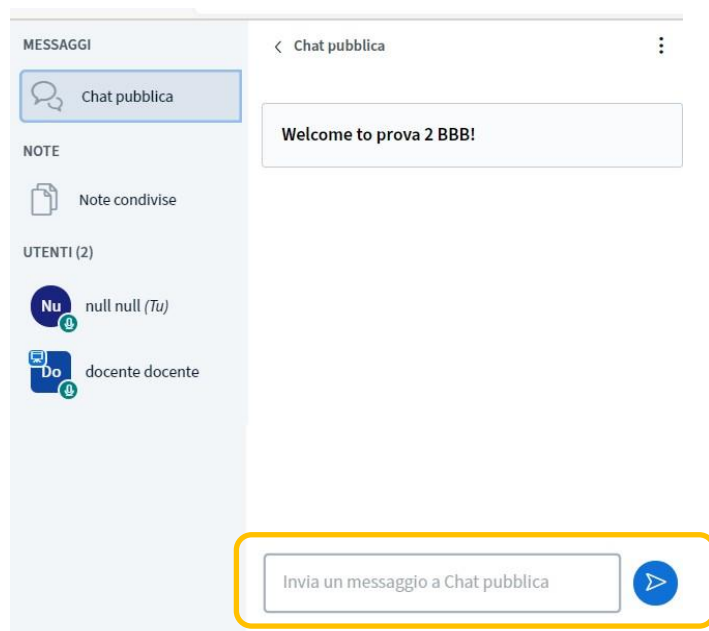 MESSAGGI
Chat pubblica
NOTE
Note condivise
UTENTI (2)
Nu null null (Tu)
Do docente docente
Chat pubblica
Welcome to prova 2 BBB!
Invia un messaggio a Chat pubblica